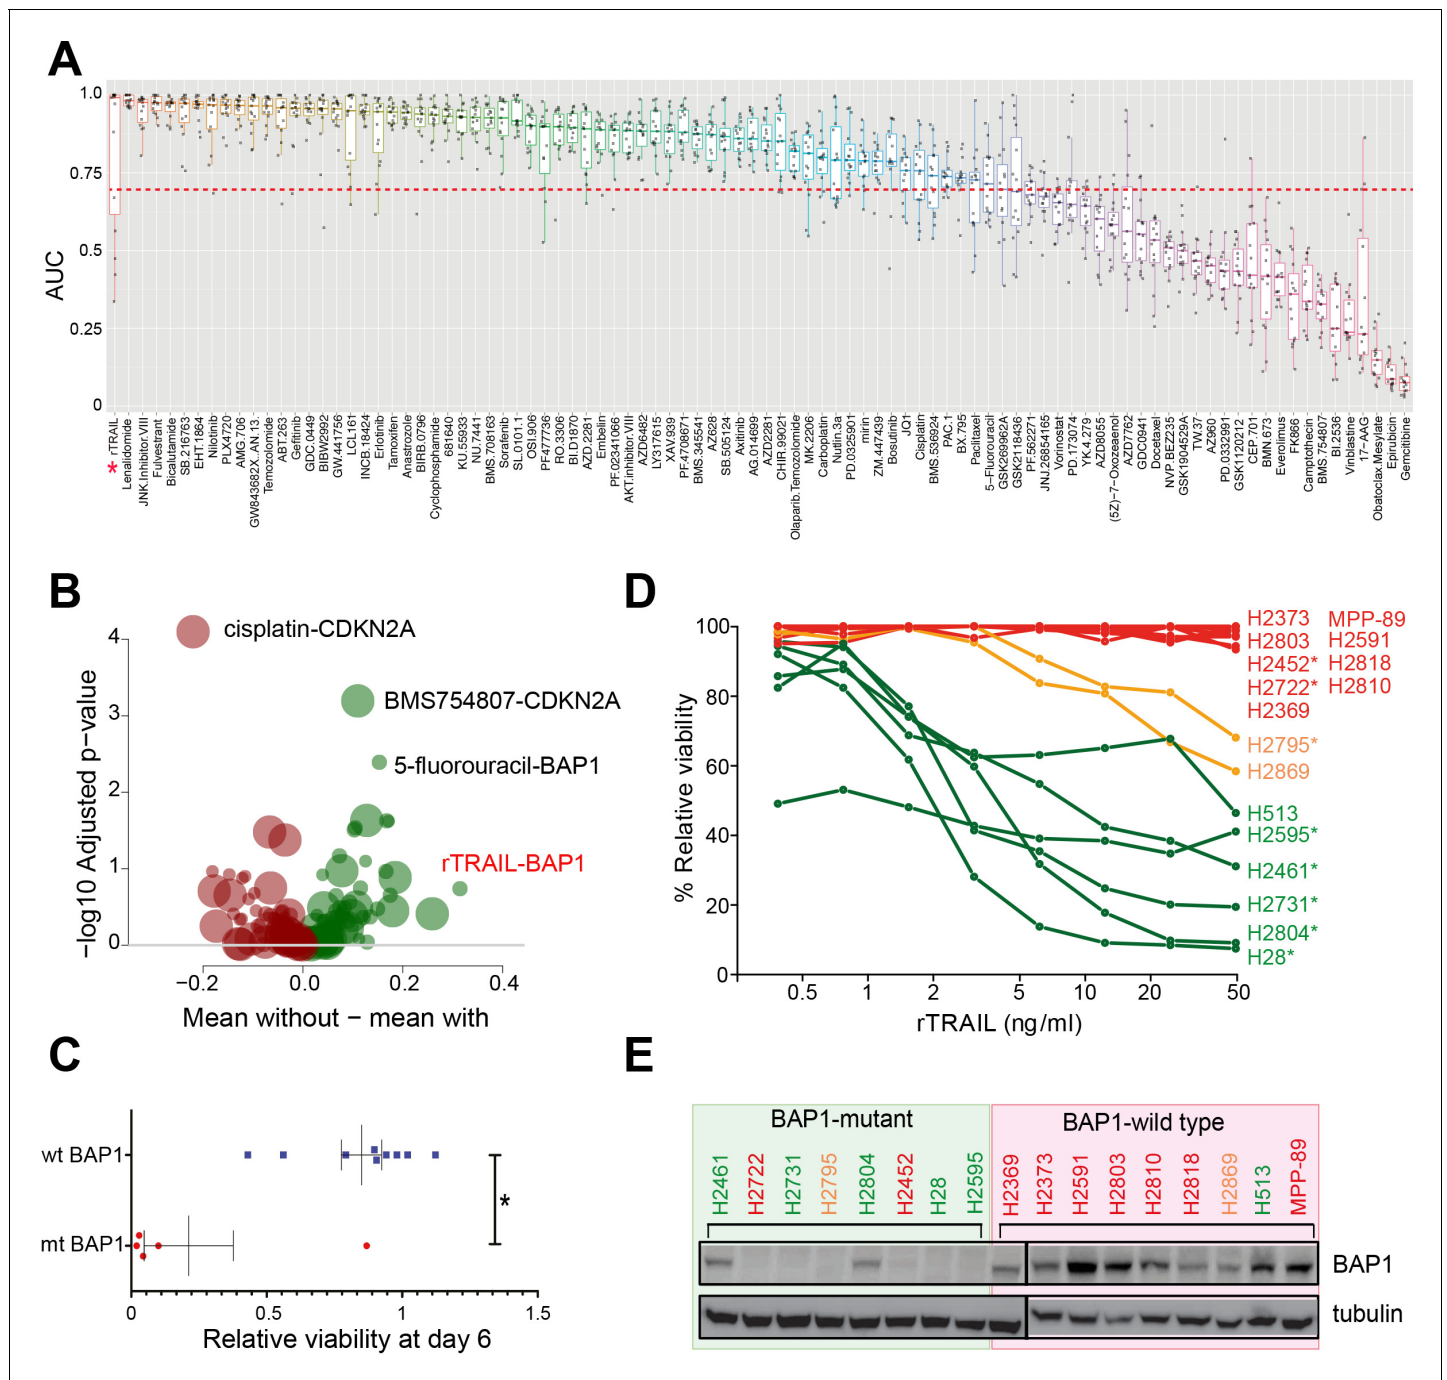 A
AUC
1.0
0.75
0.5
0.25
0
*
rTRAIL
Lenalidomide
JNK.Inhibitor.VIII
Fulvestrant
Bicalutamide
SB.216763
EHT.1864
Nilotinib
PLX4720
AMG.706
GW843682X..AN.13.
Temozolomide
ABT.263
Gefitinib
GDC.0449
BIBW2992
GW.441756
LCL161
INCB.18424
Erlotinib
Tamoxifen
Anastrozole
BIRB.0796
Cyclophosphamide
681640
KU.55933
NU.7441
BMS.708163
Sorafenib
SL.0101.1
OSI.906
PF477736
RO.3306
BI.D1870
AZD.2281
Embelin
PF.02341066
AKT.inhibitor.VIII
AZD6482
LY317615
XAV.939
PF.4708671
BMS.345541
AZ628
SB.505124
Axitinib
AG.014699
AZD2281
CHIR.99021
Olaparib.Temozolomide
MK.2206
Carboplatin
Nutlin.3a
PD.0325901
mirin
ZM.447439
Bosutinib
JQ1
Cisplatin
BMS.536924
PAC.1
BX.795
Paclitaxel
5-Fluorouracil
GSK269962A
GSK2118436
PF.562271
JNJ.26854165
Vorinostat
PD.173074
YK.4.279
AZD8055
(5Z)-7-Oxozeaenol
AZD7762
GDC0941
Docetaxel
NVP.BEZ235
GSK1904529A
TW.37
AZ960
PD.0332991
GSK1120212
CEP.701
BMN.673
Everolimus
FK866
Camptothecin
BMS.754807
BI.2536
Vinblastine
17-AAG
Obatoclax.Mesylate
Epirubicin
Gemcitbine
B
−log10 Adjusted p-value
4
3
2
1
0
cisplatin-CDKN2A
BMS754807-CDKN2A
5-fluorouracil-BAP1
rTRAIL-BAP1
−0.2
0.0
0.2
0.4
Mean without − mean with
D
% Relative viability
100
80
60
40
20
0
0.5
1
2
5
10
20
50
rTRAIL (ng/ml)
H2373 MPP-89
H2803 H2591
H2452* H2818
H2722* H2810
H2369
H2795*
H2869
H513
H2595*
H2461*
H2731*
H2804*
H28*
C
wt BAP1
mt BAP1
*
0
0.5
1
1.5
Relative viability at day 6
E
BAP1-mutant
BAP1-wild type
H2461
H2722
H2731
H2795
H2804
H2452
H28
H2595
H2369
H2373
H2591
H2803
H2810
H2818
H2869
H513
MPP-89
BAP1
tubulin